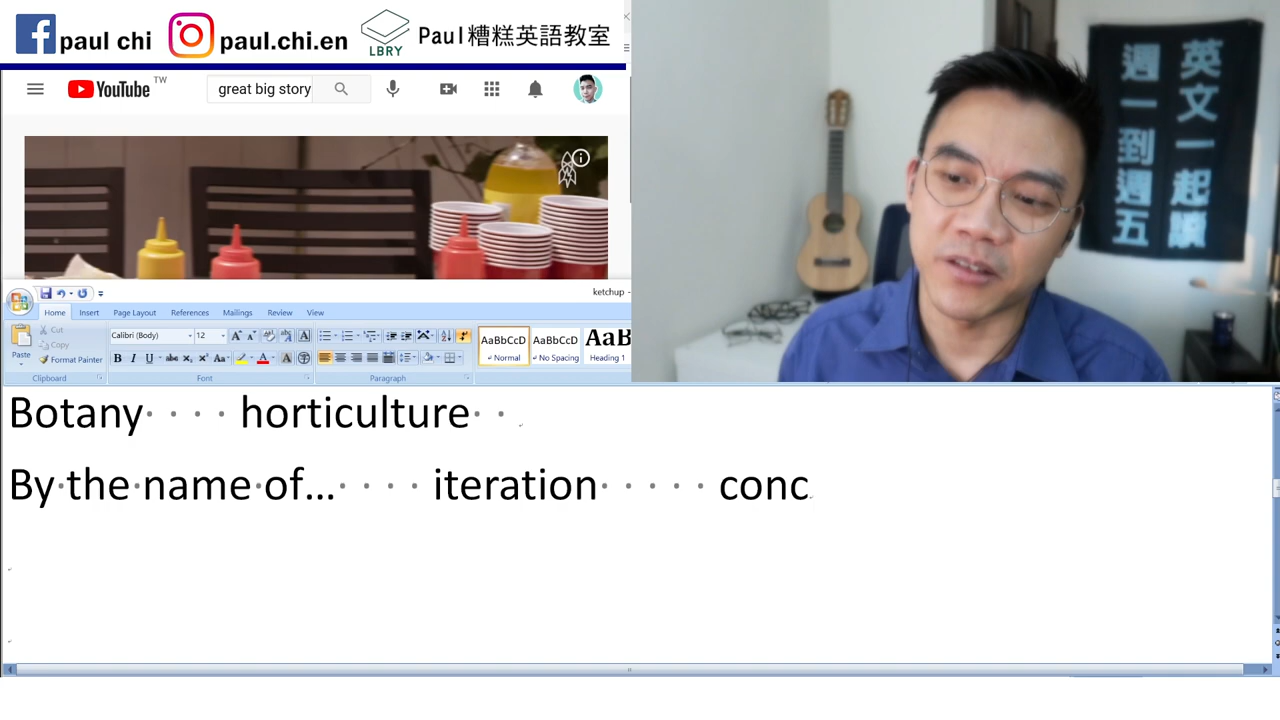 paul chi
paul.chi.en
LBRY
Paul糟糕英語教室
YouTube TW
great big story
英文一起讀
週一到週五
ketchup -
Home Insert Page Layout References Mailings Review View
Paste
Cut
Copy
Format Painter
Calibri (Body) 12
AaBbCcD AaBbCcD AaB
Normal No Spacing Heading 1
Clipboard Font Paragraph
Botany horticulture
By the name of... iteration conc